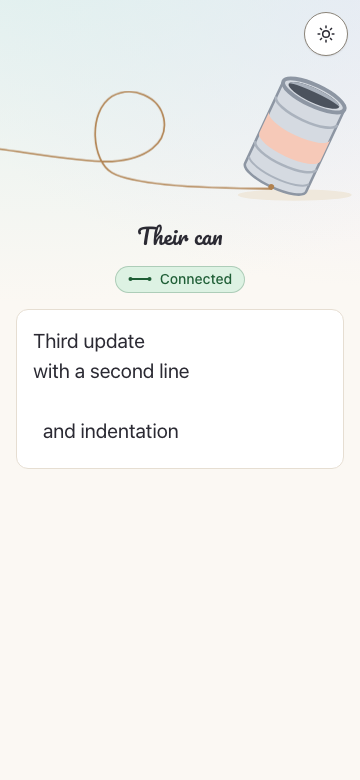 Their can
Connected
Third update
with a second line

  and indentation